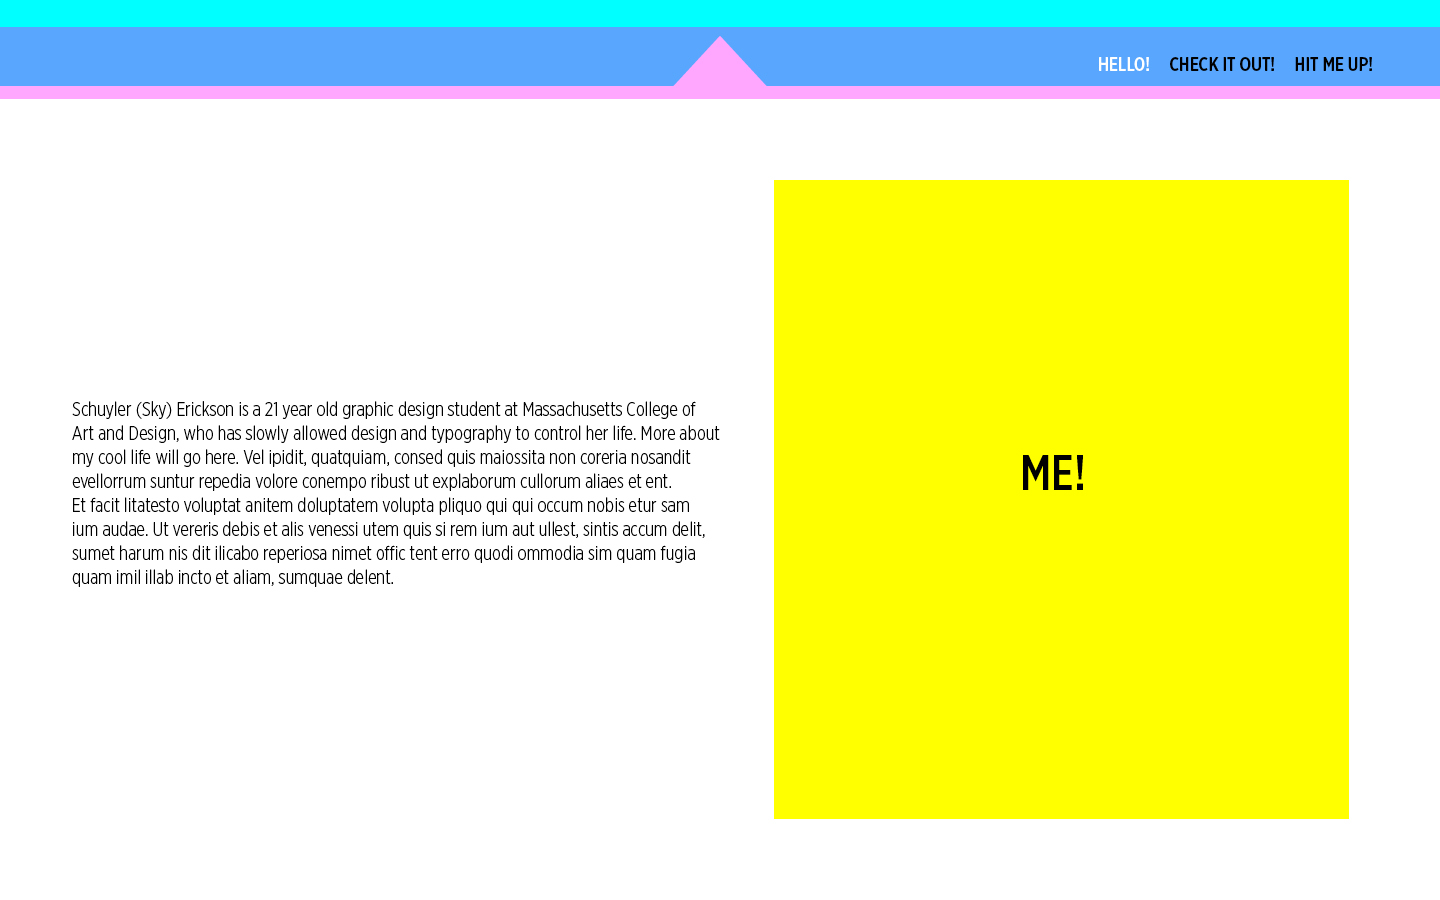 HELLO! CHECK IT OUT! HIT ME UP!
Schuyler (Sky) Erickson is a 21 year old graphic design student at Massachusetts College of
Art and Design, who has slowly allowed design and typography to control her life. More about
my cool life will go here. Vel ipidit, quatquiam, consed quis maiossita non coreria nosandit
evellorrum suntur repedia volore conempo ribust ut explaborum cullorum aliaes et ent.
Et facit litatesto voluptat anitem doluptatem volupta pliquo qui qui occum nobis etur sam
ium audae. Ut vereris debis et alis venessi utem quis si rem ium aut ullest, sintis accum delit,
sumet harum nis dit ilicabo reperiosa nimet offic tent erro quodi ommodia sim quam fugia
quam imil illab incto et aliam, sumquae delent.
ME!